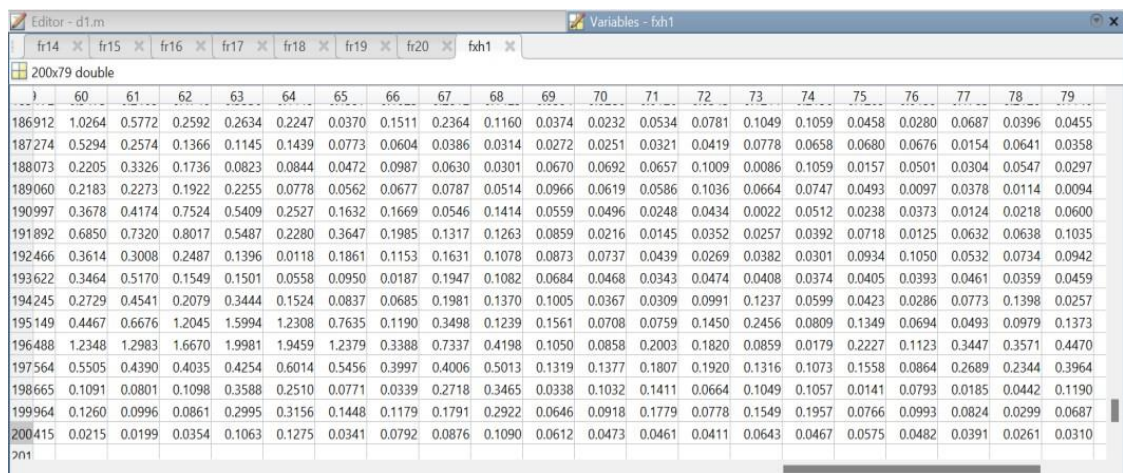 Editor - d1.m Variables - fxh1
fr14 fr15 fr16 fr17 fr18 fr19 fr20 fxh1
200x79 double
60 61 62 63 64 65 66 67 68 69 70 71 72 73 74 75 76 77 78 79
186 912 1.0264 0.5772 0.2592 0.2634 0.2247 0.0370 0.1511 0.2364 0.1160 0.0374 0.0232 0.0534 0.0781 0.1049 0.1059 0.0458 0.0280 0.0687 0.0396 0.0455
187 274 0.5294 0.2574 0.1366 0.1145 0.1439 0.0773 0.0604 0.0386 0.0314 0.0272 0.0251 0.0321 0.0419 0.0778 0.0658 0.0680 0.0676 0.0154 0.0641 0.0358
188 073 0.2205 0.3326 0.1736 0.0823 0.0844 0.0472 0.0987 0.0630 0.0301 0.0670 0.0692 0.0657 0.1009 0.0086 0.1059 0.0157 0.0501 0.0304 0.0547 0.0297
189 060 0.2183 0.2273 0.1922 0.2255 0.0778 0.0562 0.0677 0.0787 0.0514 0.0966 0.0619 0.0586 0.1036 0.0664 0.0747 0.0493 0.0097 0.0378 0.0114 0.0094
190 997 0.3678 0.4174 0.7524 0.5409 0.2527 0.1632 0.1669 0.0546 0.1414 0.0559 0.0496 0.0248 0.0434 0.0022 0.0512 0.0238 0.0373 0.0124 0.0218 0.0600
191 892 0.6850 0.7320 0.8017 0.5487 0.2280 0.3647 0.1985 0.1317 0.1263 0.0859 0.0216 0.0145 0.0352 0.0257 0.0392 0.0718 0.0125 0.0632 0.0638 0.1035
192 466 0.3614 0.3008 0.2487 0.1396 0.0118 0.1861 0.1153 0.1631 0.1078 0.0873 0.0737 0.0439 0.0269 0.0382 0.0301 0.0934 0.1050 0.0532 0.0734 0.0942
193 622 0.3464 0.5170 0.1549 0.1501 0.0558 0.0950 0.0187 0.1947 0.1082 0.0684 0.0468 0.0343 0.0474 0.0408 0.0374 0.0405 0.0393 0.0461 0.0359 0.0459
194 245 0.2729 0.4541 0.2079 0.3444 0.1524 0.0837 0.0685 0.1981 0.1370 0.1005 0.0367 0.0309 0.0991 0.1237 0.0599 0.0423 0.0286 0.0773 0.1398 0.0257
195 149 0.4467 0.6676 1.2045 1.5994 1.2308 0.7635 0.1190 0.3498 0.1239 0.1561 0.0708 0.0759 0.1450 0.2456 0.0809 0.1349 0.0694 0.0493 0.0979 0.1373
196 488 1.2348 1.2983 1.6670 1.9981 1.9459 1.2379 0.3388 0.7337 0.4198 0.1050 0.0858 0.2003 0.1820 0.0859 0.0179 0.2227 0.1123 0.3447 0.3571 0.4470
197 564 0.5505 0.4390 0.4035 0.4254 0.6014 0.5456 0.3997 0.4006 0.5013 0.1319 0.1377 0.1807 0.1920 0.1316 0.1073 0.1558 0.0864 0.2689 0.2344 0.3964
198 665 0.1091 0.0801 0.1098 0.3588 0.2510 0.0771 0.0339 0.2718 0.3465 0.0338 0.1032 0.1411 0.0664 0.1049 0.1057 0.0141 0.0793 0.0185 0.0442 0.1190
199 964 0.1260 0.0996 0.0861 0.2995 0.3156 0.1448 0.1179 0.1791 0.2922 0.0646 0.0918 0.1779 0.0778 0.1549 0.1957 0.0766 0.0993 0.0824 0.0299 0.0687
200 415 0.0215 0.0199 0.0354 0.1063 0.1275 0.0341 0.0792 0.0876 0.1090 0.0612 0.0473 0.0461 0.0411 0.0643 0.0467 0.0575 0.0482 0.0391 0.0261 0.0310
201